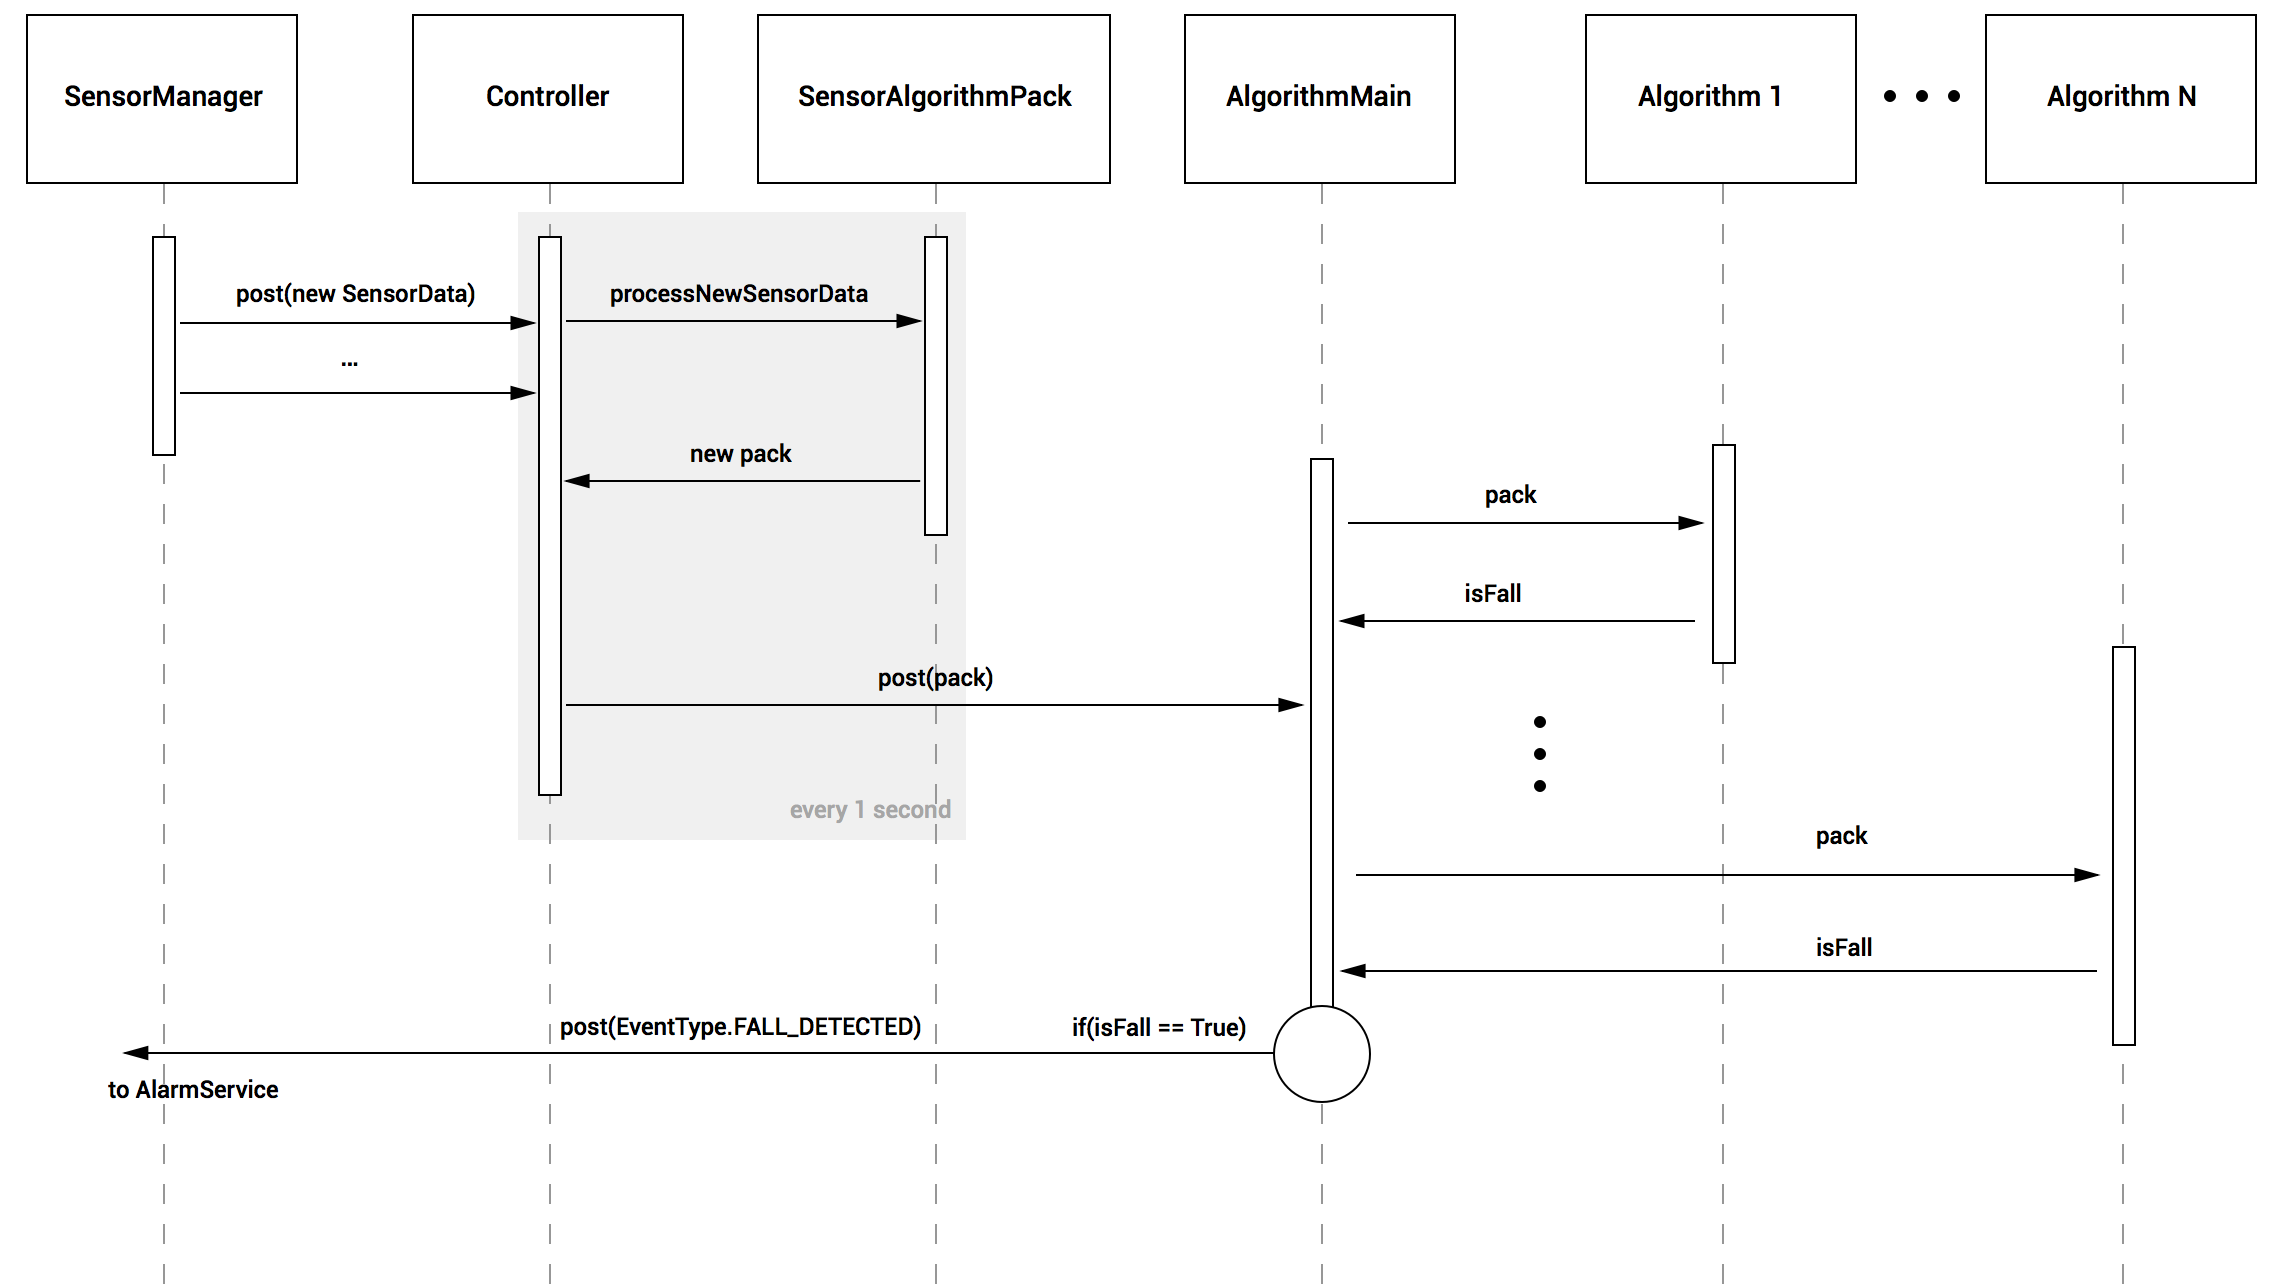 SensorManager
Controller
SensorAlgorithmPack
AlgorithmMain
Algorithm 1
Algorithm N
post(new SensorData)
processNewSensorData
...
new pack
pack
isFall
post(pack)
every 1 second
pack
isFall
post(EventType.FALL_DETECTED)
if(isFall == True)
to AlarmService